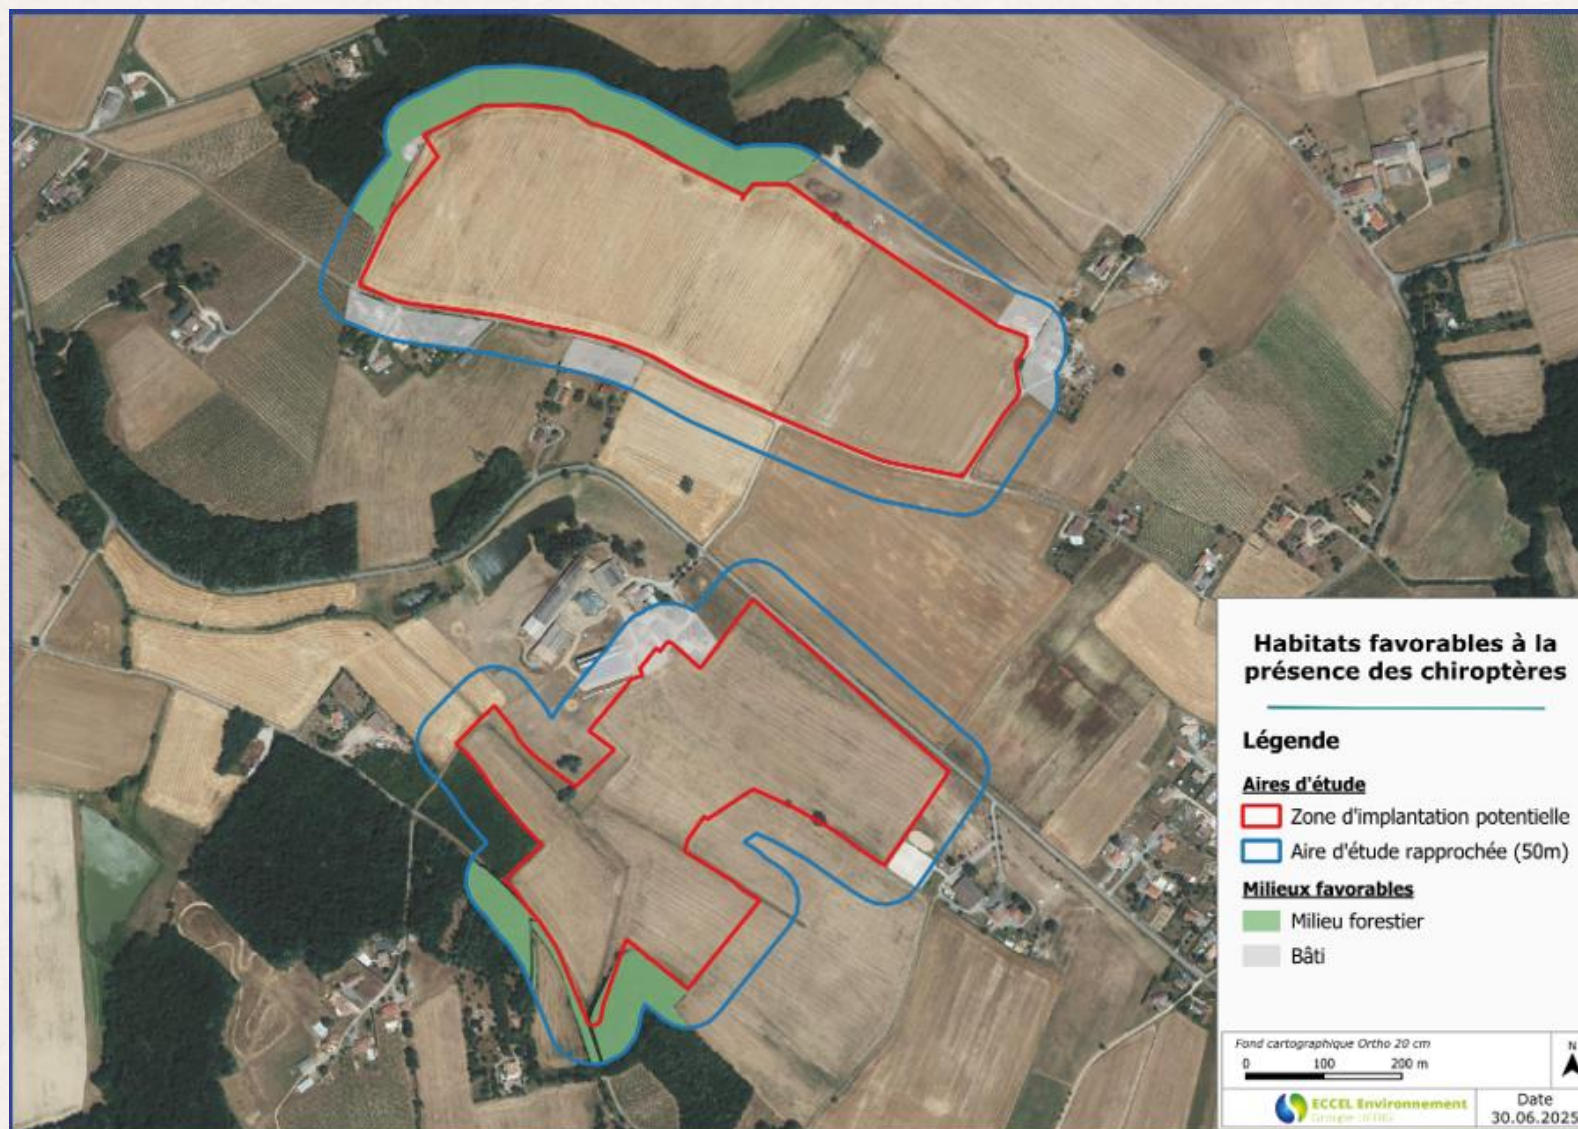 Habitats favorables à la
présence des chiroptères
Légende
Aires d'étude
Zone d'implantation potentielle
Aire d'étude rapprochée (50m)
Milieux favorables
Milieu forestier
Bâti
Fond cartographique Ortho 20 cm
0 100 200 m
N
ECCEL Environnement
Groupe
Date
30.06.2025